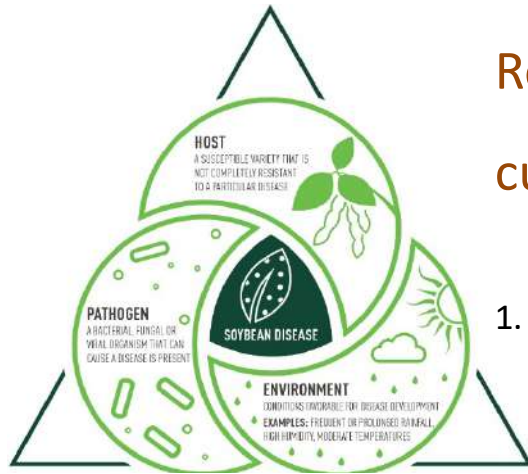 HOST
A SUSCEPTIBLE VARIETY THAT IS
NOT COMPLETELY RESISTANT
TO A PARTICULAR DISEASE
PATHOGEN
A BACTERIAL, FUNGAL OR
VIRAL ORGANISM THAT CAN
CAUSE A DISEASE IS PRESENT
SOYBEAN DISEASE
ENVIRONMENT
CONDITIONS FAVORABLE FOR DISEASE DEVELOPMENT
EXAMPLES: FREQUENT OR PROLONGED RAINFALL,
HIGH HUMIDITY, MODERATE TEMPERATURES
1.